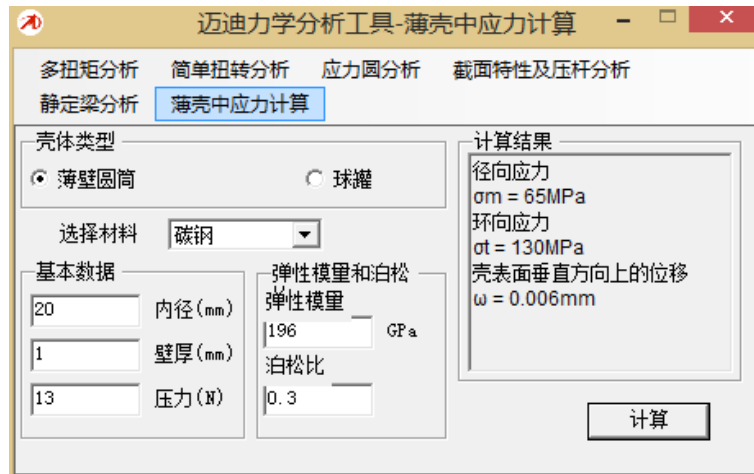 迈迪力学分析工具-薄壳中应力计算
多扭矩分析 简单扭转分析 应力圆分析 截面特性及压杆分析
静定梁分析 薄壳中应力计算
壳体类型
薄壁圆筒 球罐
选择材料 碳钢
基本数据
20 内径(mm)
1 壁厚(mm)
13 压力(N)
弹性模量和泊松
弹性模量
196 GPa
泊松比
0.3
计算结果
径向应力
σm = 65MPa
环向应力
σt = 130MPa
壳表面垂直方向上的位移
ω = 0.006mm
计算